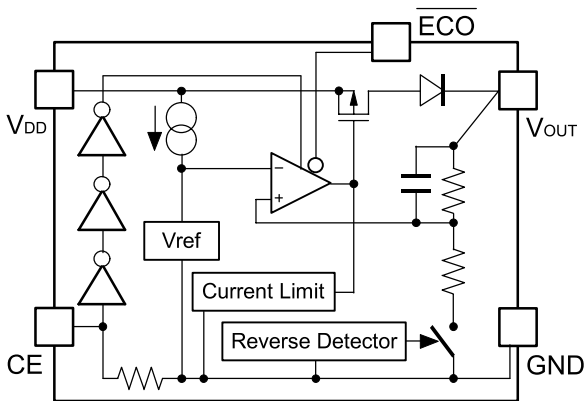 ECO
VDD
VOUT
−
+
Vref
Current Limit
Reverse Detector
CE
GND